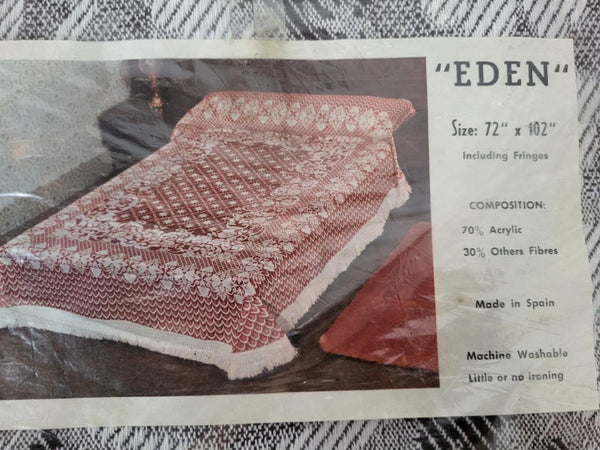 "EDEN"
Size: 72" x 102"
Including Fringes
COMPOSITION:
70% Acrylic
30% Others Fibres
Made in Spain
Machine Washable
Little or no ironing